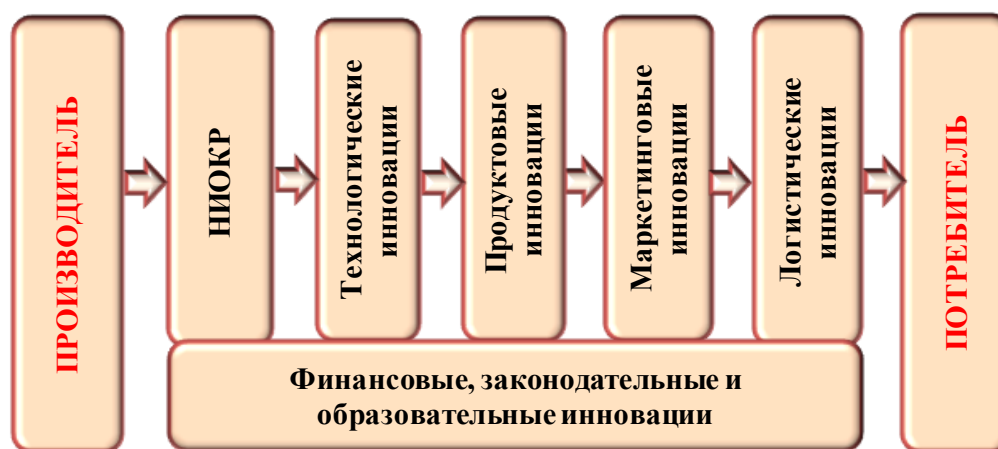 ПРОИЗВОДИТЕЛЬ
НИОКР
Технологические
инновации
Продуктовые
инновации
Маркетинговые
инновации
Логистические
инновации
ПОТРЕБИТЕЛЬ
Финансовые, законодательные и
образовательные инновации